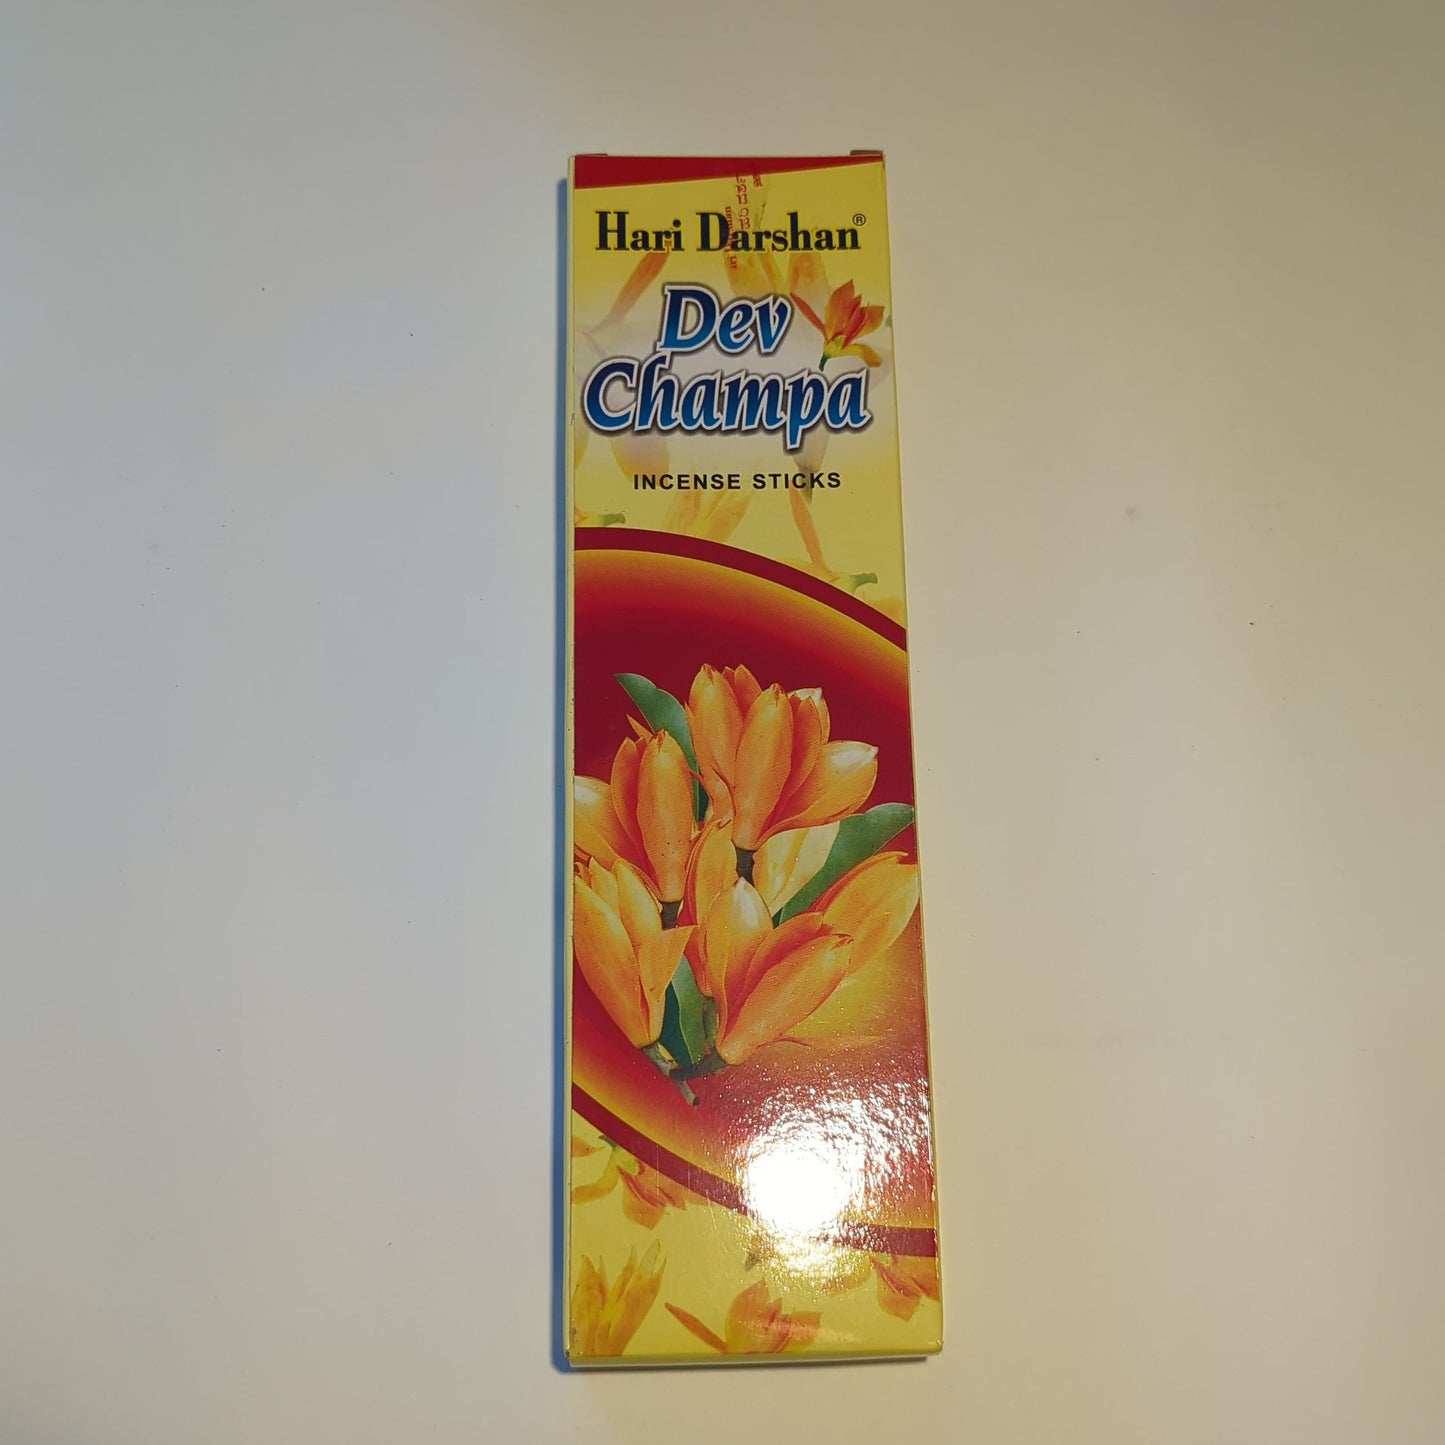 Hari Darshan®
Dev
Champa
INCENSE STICKS